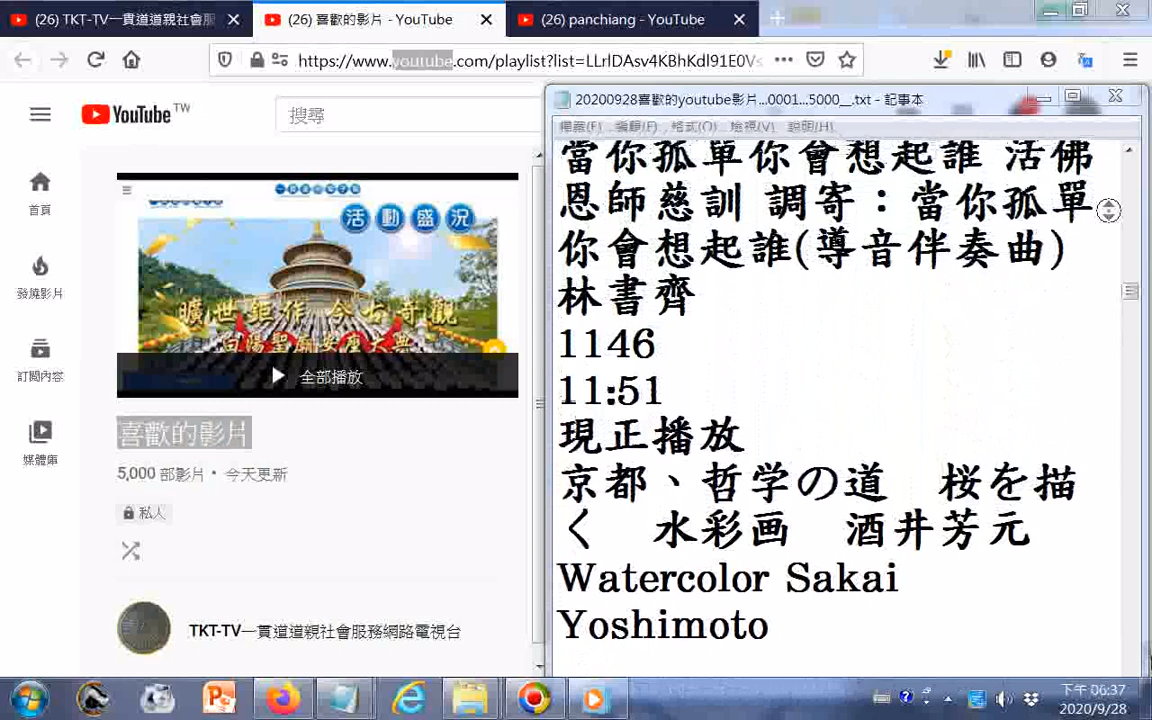 (26) TKT-TV一貫道道親社會服
(26) 喜歡的影片 - YouTube
(26) panchiang - YouTube
https://www.youtube.com/playlist?list=LLrlDAsv4KBhKdl91E0Vs
YouTube TW
搜尋
首頁
發燒影片
訂閱內容
媒體庫
一
活動盛況
曠世鉅作 今古奇觀
白陽聖廟安座大典
全部播放
喜歡的影片
5,000 部影片 • 今天更新
私人
TKT-TV一貫道道親社會服務網路電視台
20200928喜歡的youtube影片...0001...5000__.txt - 記事本
檔案(F) 編輯(E) 格式(O) 檢視(V) 說明(H)
當你孤單你會想起誰 活佛
恩師慈訓 調寄：當你孤單
你會想起誰(導音伴奏曲)
林書齊
1146
11:51
現正播放
京都、哲学の道　桜を描
く　水彩画　酒井芳元
Watercolor Sakai
Yoshimoto
下午 06:37
2020/9/28